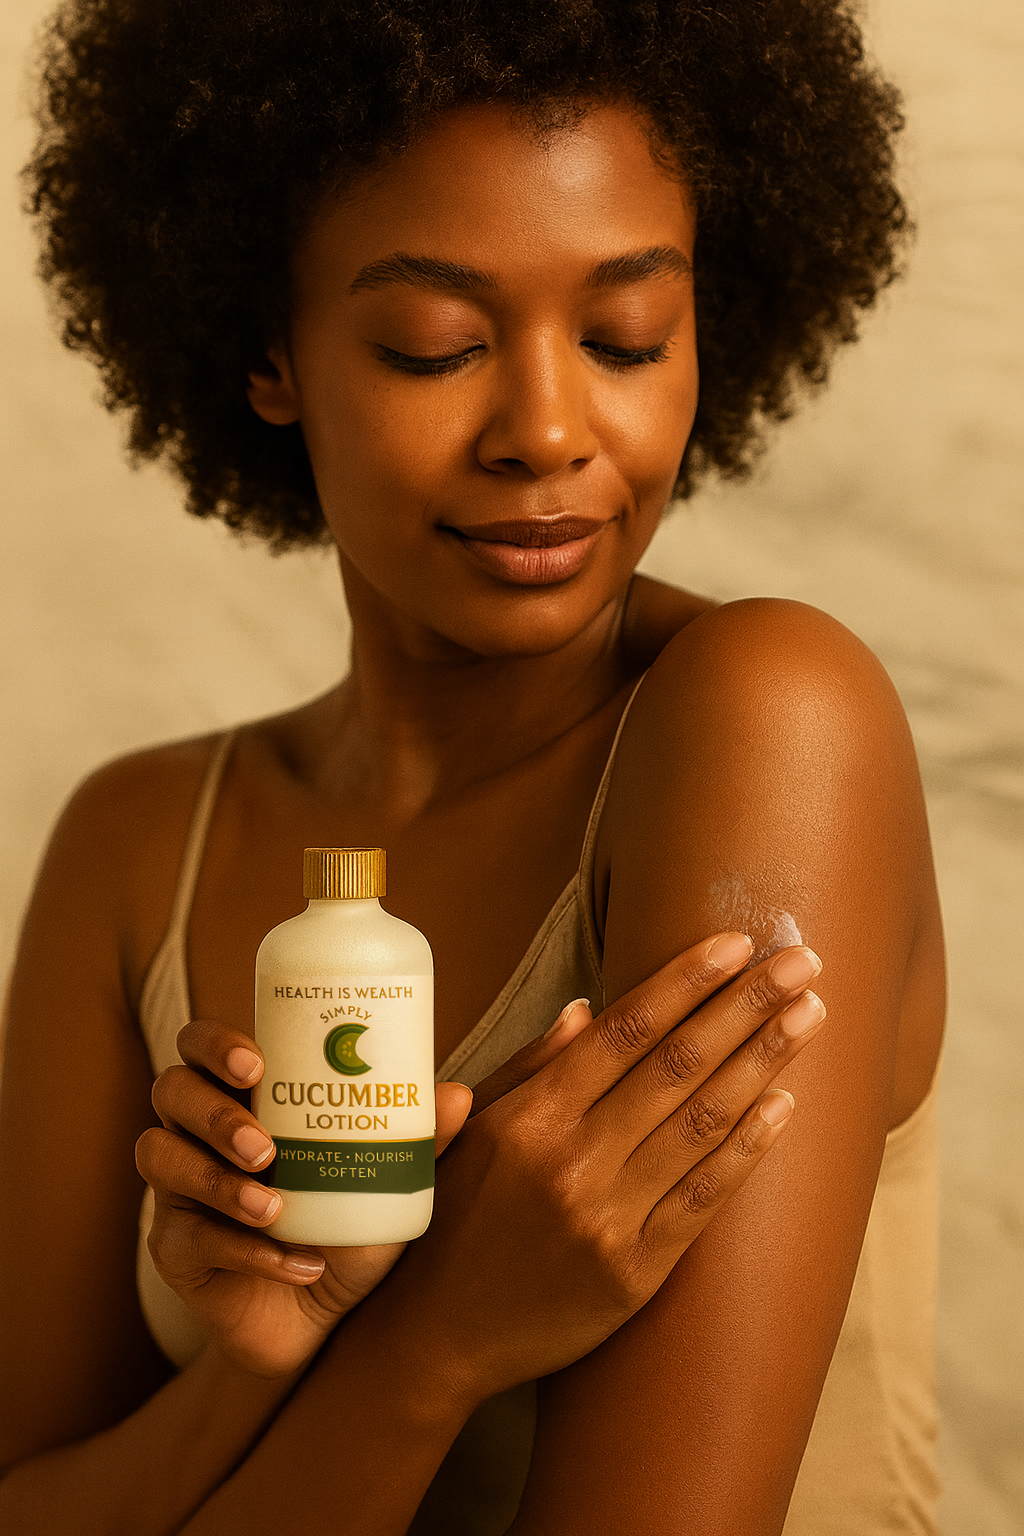 HEALTH IS WEALTH
SIMPLY
CUCUMBER
LOTION
HYDRATE • NOURISH
SOFTEN